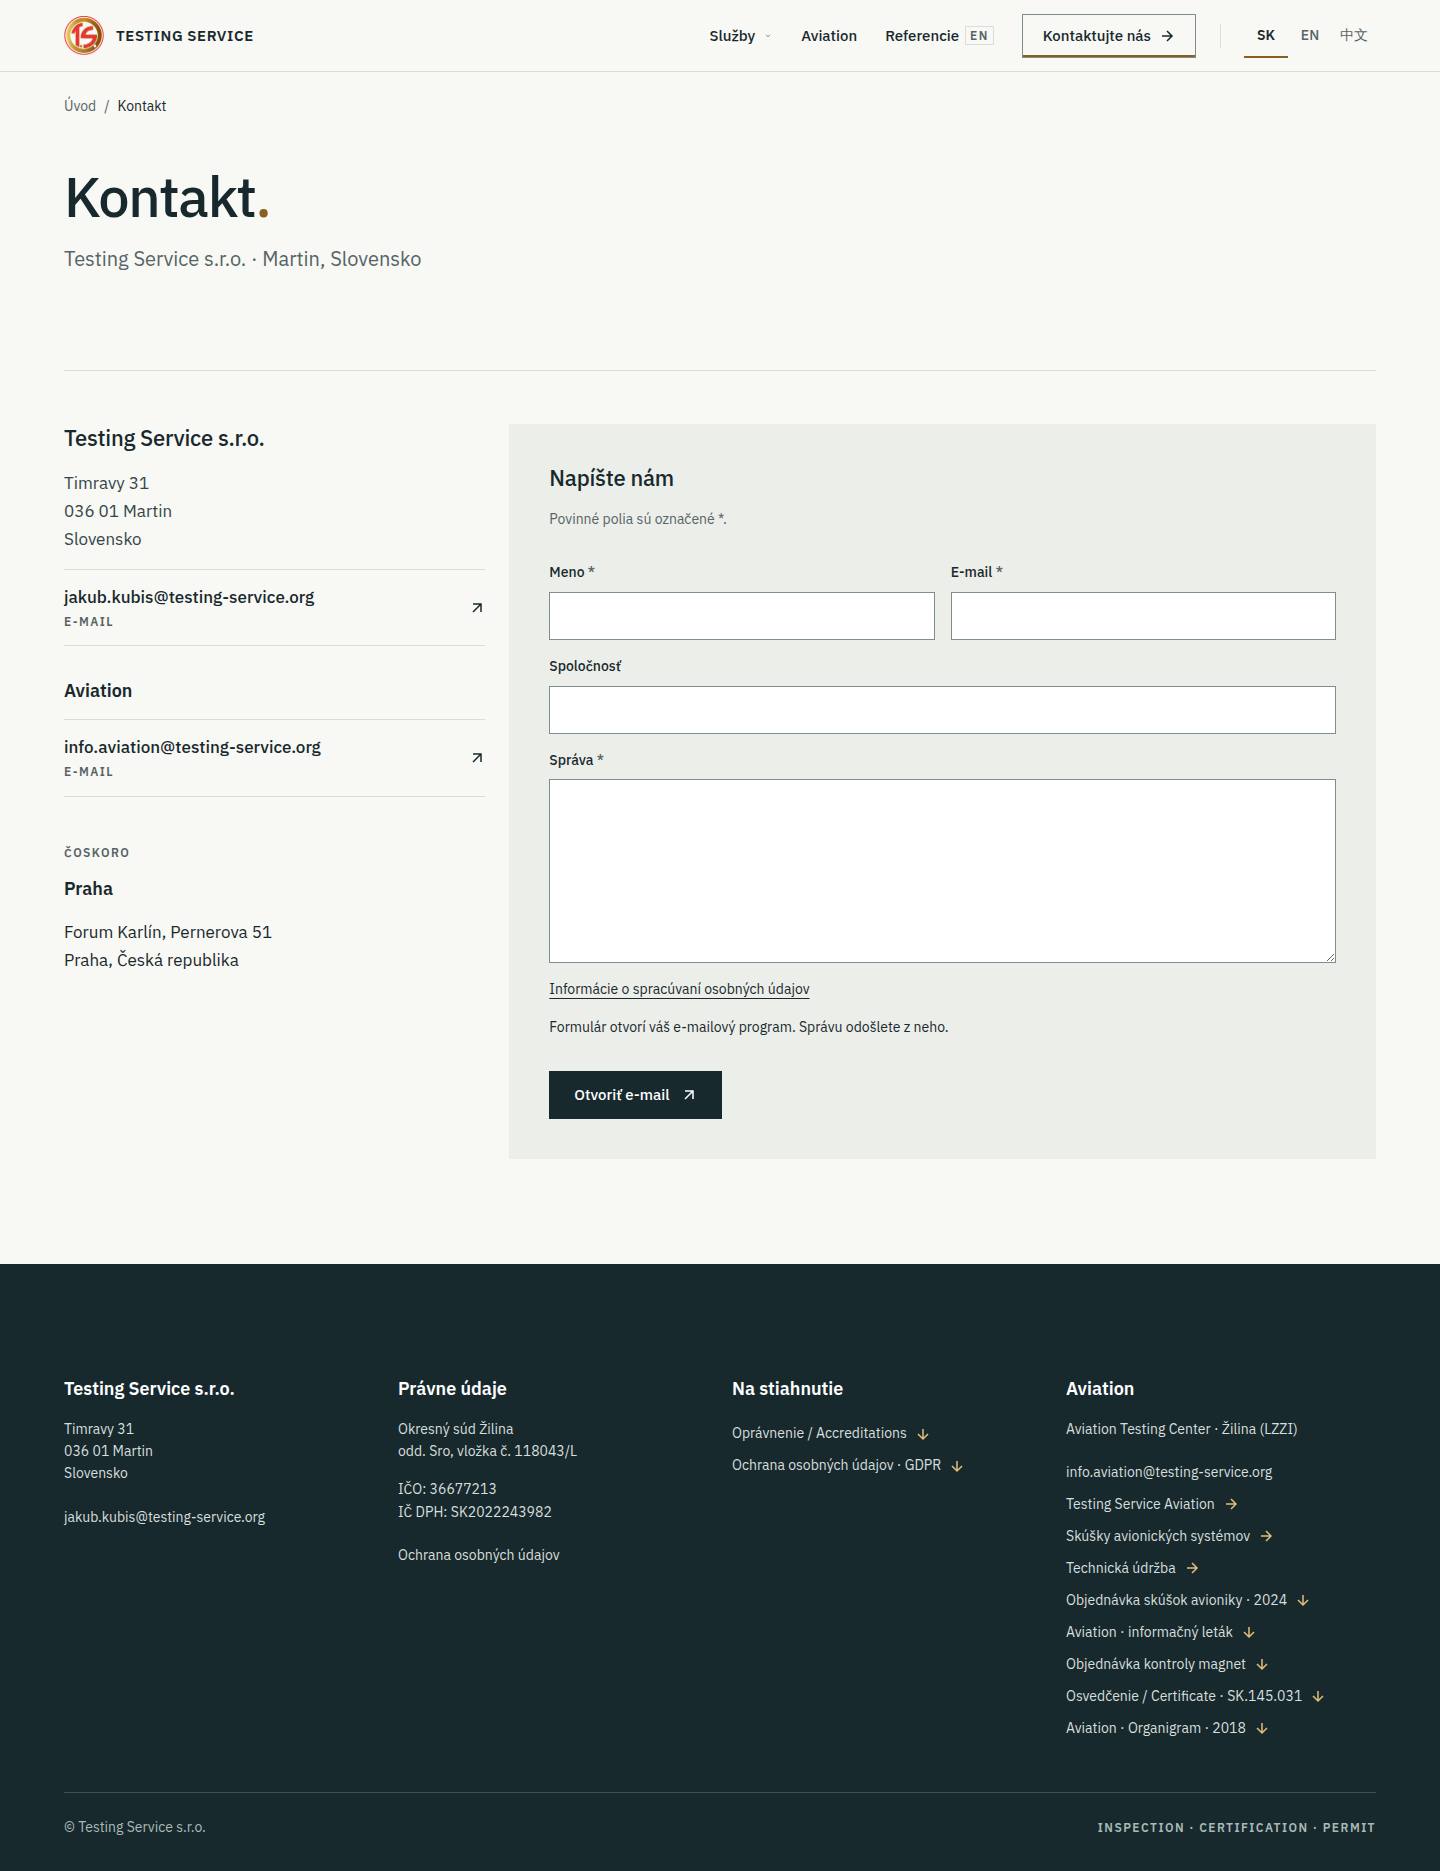 TS TESTING SERVICE
Služby Aviation Referencie EN Kontaktujte nás SK EN 中文
Úvod / Kontakt
Kontakt.
Testing Service s.r.o. · Martin, Slovensko
Testing Service s.r.o.
Timravy 31
036 01 Martin
Slovensko
jakub.kubis@testing-service.org
E-MAIL
Aviation
info.aviation@testing-service.org
E-MAIL
ČOSKORO
Praha
Forum Karlín, Pernerova 51
Praha, Česká republika
Napíšte nám
Povinné polia sú označené *.
Meno * E-mail *
Spoločnosť
Správa *
Informácie o spracúvaní osobných údajov
Formulár otvorí váš e-mailový program. Správu odošlete z neho.
Otvoriť e-mail
Testing Service s.r.o.
Timravy 31
036 01 Martin
Slovensko
jakub.kubis@testing-service.org
Právne údaje
Okresný súd Žilina
odd. Sro, vložka č. 118043/L
IČO: 36677213
IČ DPH: SK2022243982
Ochrana osobných údajov
Na stiahnutie
Oprávnenie / Accreditations
Ochrana osobných údajov · GDPR
Aviation
Aviation Testing Center · Žilina (LZZI)
info.aviation@testing-service.org
Testing Service Aviation
Skúšky avionických systémov
Technická údržba
Objednávka skúšok avioniky · 2024
Aviation · informačný leták
Objednávka kontroly magnet
Osvedčenie / Certificate · SK.145.031
Aviation · Organigram · 2018
© Testing Service s.r.o.
INSPECTION · CERTIFICATION · PERMIT